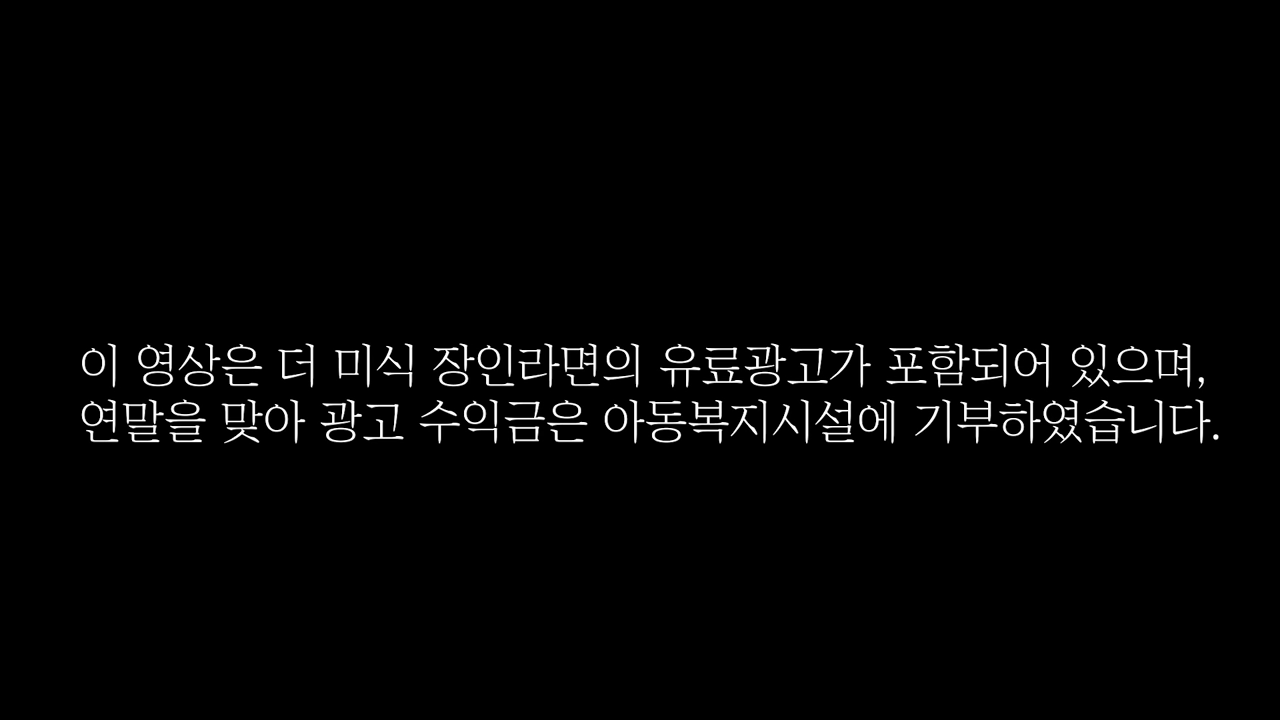 이 영상은 더 미식 장인라면의 유료광고가 포함되어 있으며,
연말을 맞아 광고 수익금은 아동복지시설에 기부하였습니다.